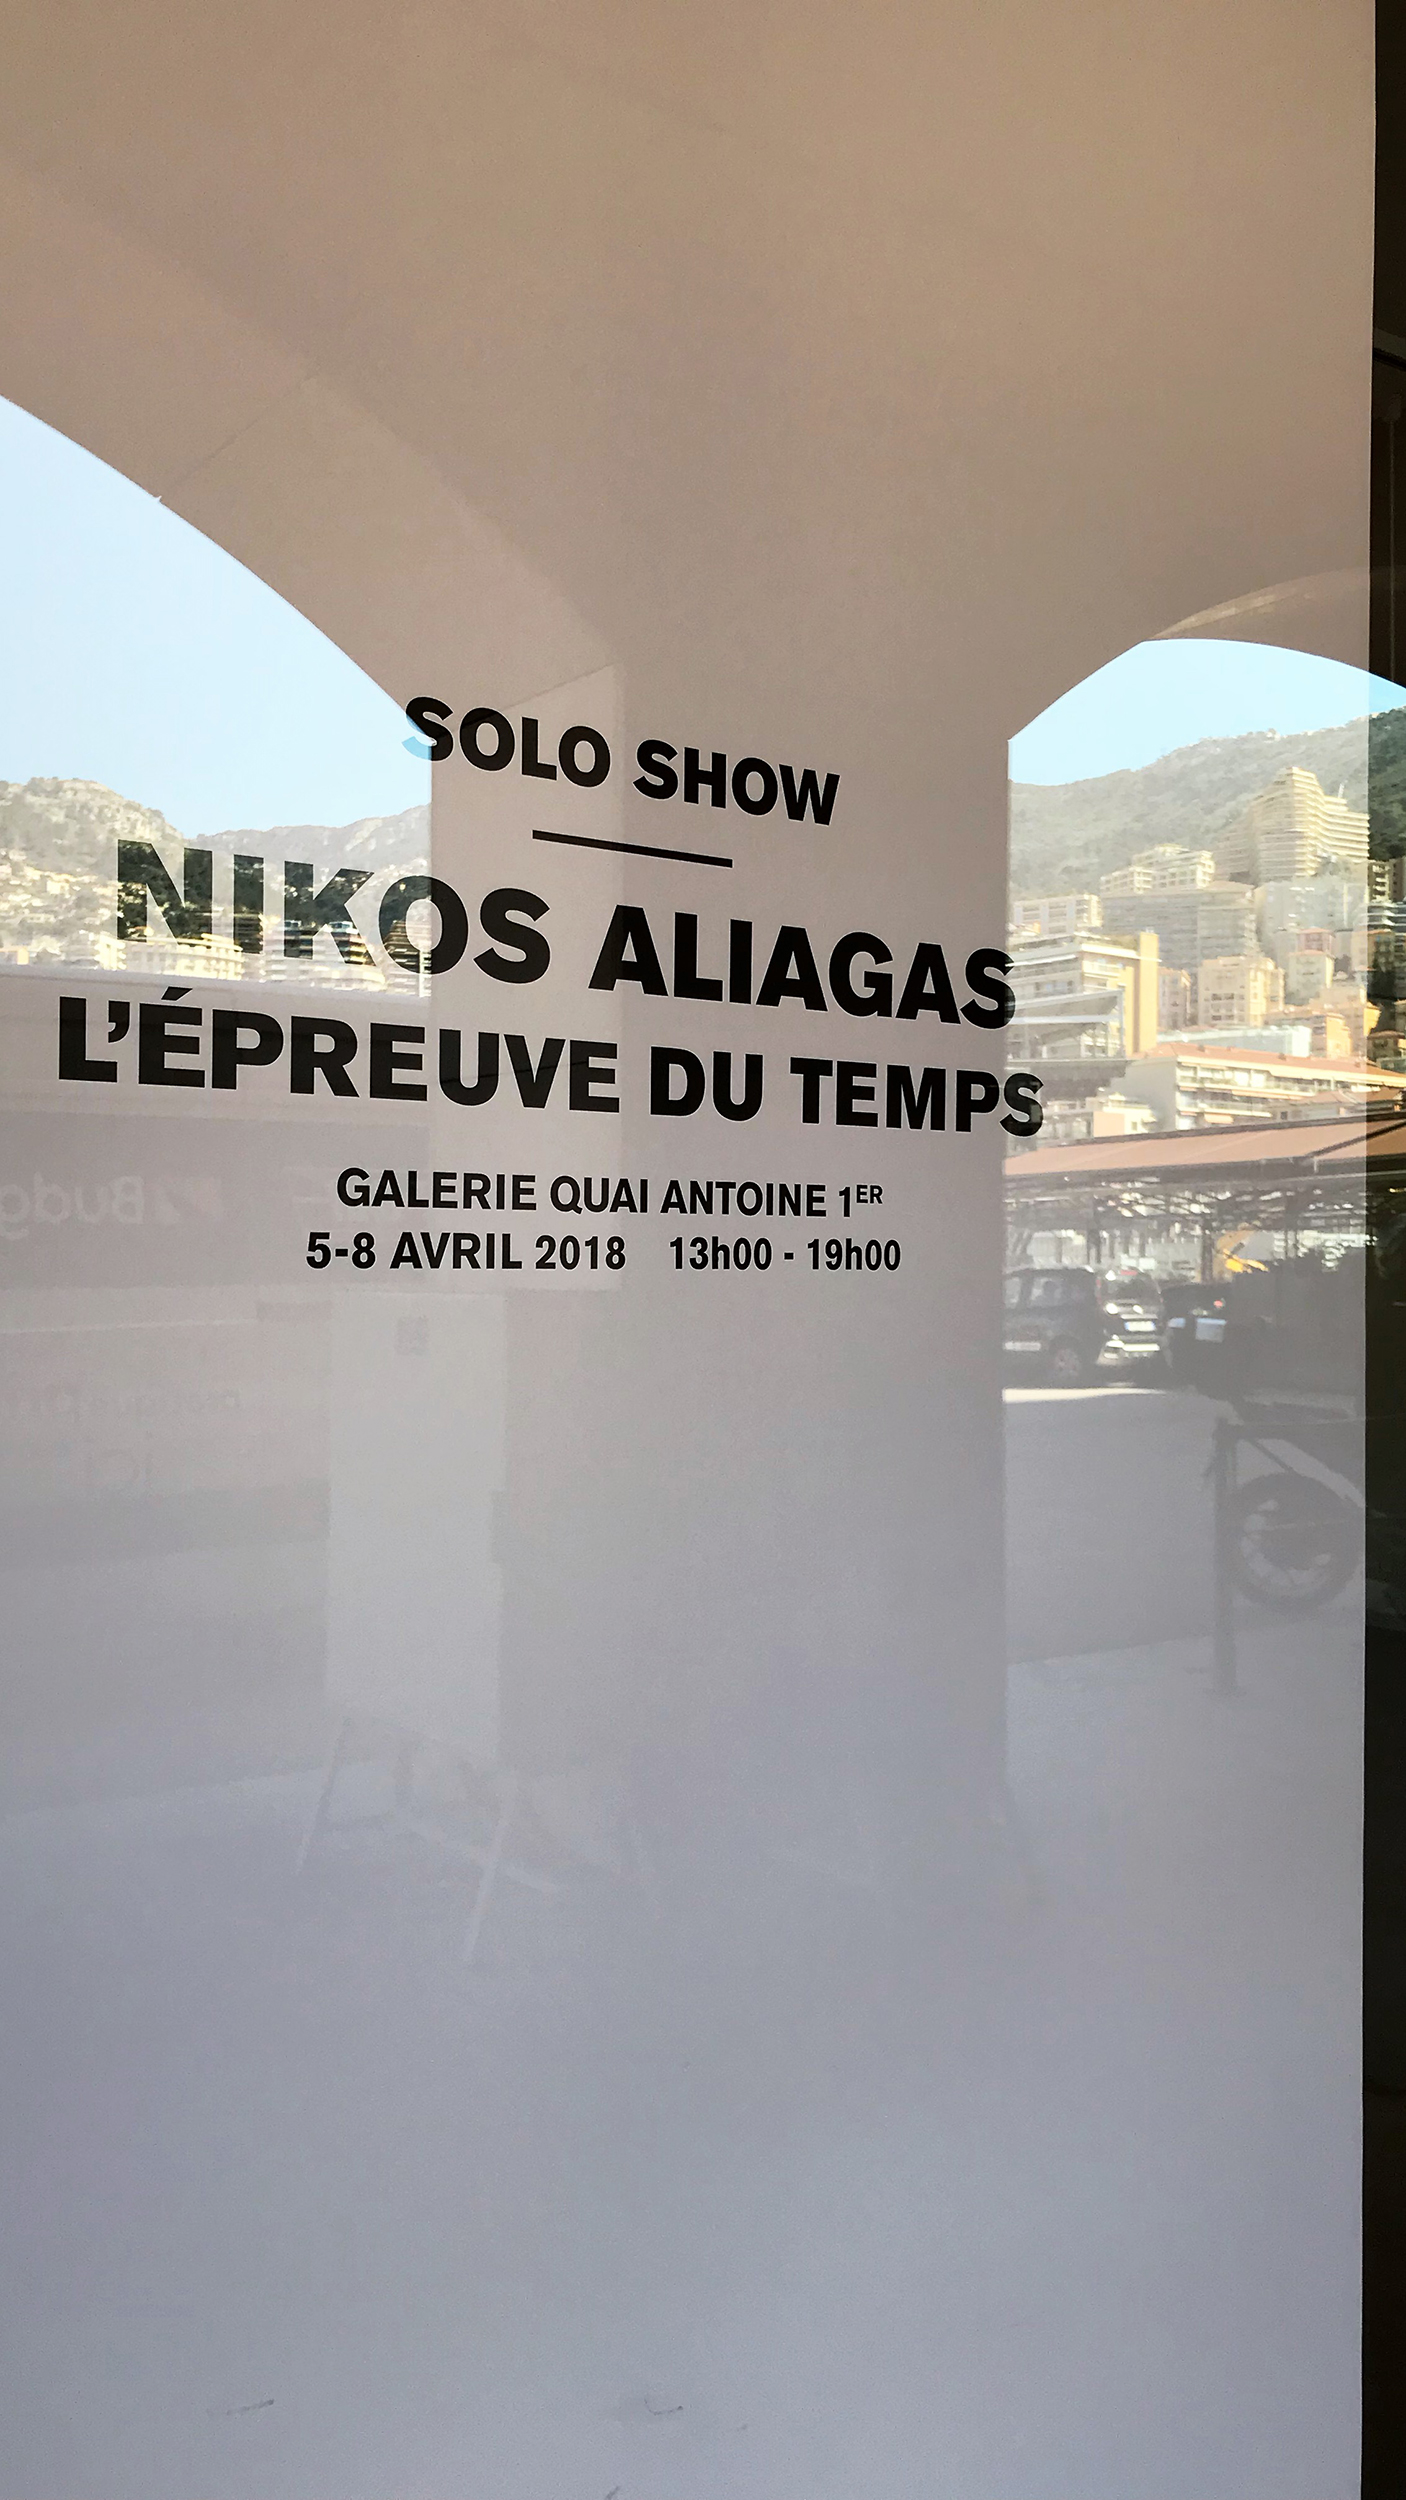 SOLO SHOW
NIKOS ALIAGAS
L'ÉPREUVE DU TEMPS
GALERIE QUAI ANTOINE 1ER
5-8 AVRIL 2018 13h00 - 19h00